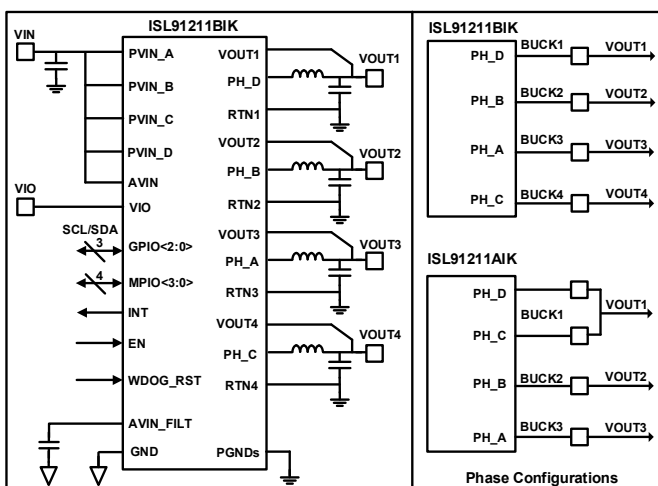 ISL91211BIK
VIN
PVIN_A
PVIN_B
PVIN_C
PVIN_D
AVIN
VIO
VIO
SCL/SDA
3
GPIO<2:0>
4
MPIO<3:0>
INT
EN
WDOG_RST
AVIN_FILT
GND
VOUT1
VOUT1
PH_D
RTN1
VOUT2
VOUT2
PH_B
RTN2
VOUT3
VOUT3
PH_A
RTN3
VOUT4
VOUT4
PH_C
RTN4
PGNDs
ISL91211BIK
PH_D BUCK1 VOUT1
PH_B BUCK2 VOUT2
PH_A BUCK3 VOUT3
PH_C BUCK4 VOUT4
ISL91211AIK
PH_D
BUCK1 VOUT1
PH_C
PH_B BUCK2 VOUT2
PH_A BUCK3 VOUT3
Phase Configurations